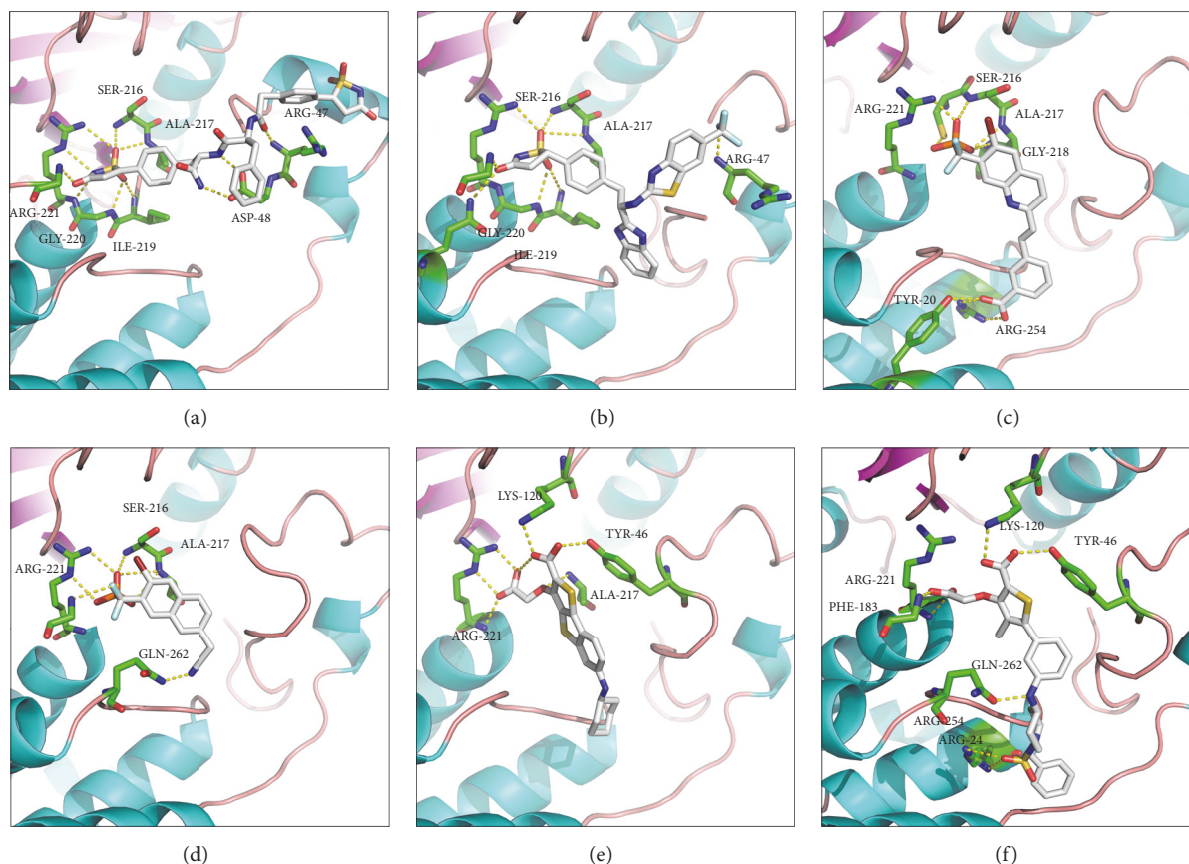 SER-216
ALA-217
ARG-47
ARG-221
GLY-220
ILE-219
ASP-48
(a)
SER-216
ALA-217
ARG-47
GLY-220
ILE-219
(b)
SER-216
ARG-221
ALA-217
GLY-218
TYR-20
ARG-254
(c)
SER-216
ALA-217
ARG-221
GLN-262
(d)
LYS-120
TYR-46
ALA-217
ARG-221
(e)
LYS-120
TYR-46
ARG-221
PHE-183
GLN-262
ARG-254
ARG-24
(f)